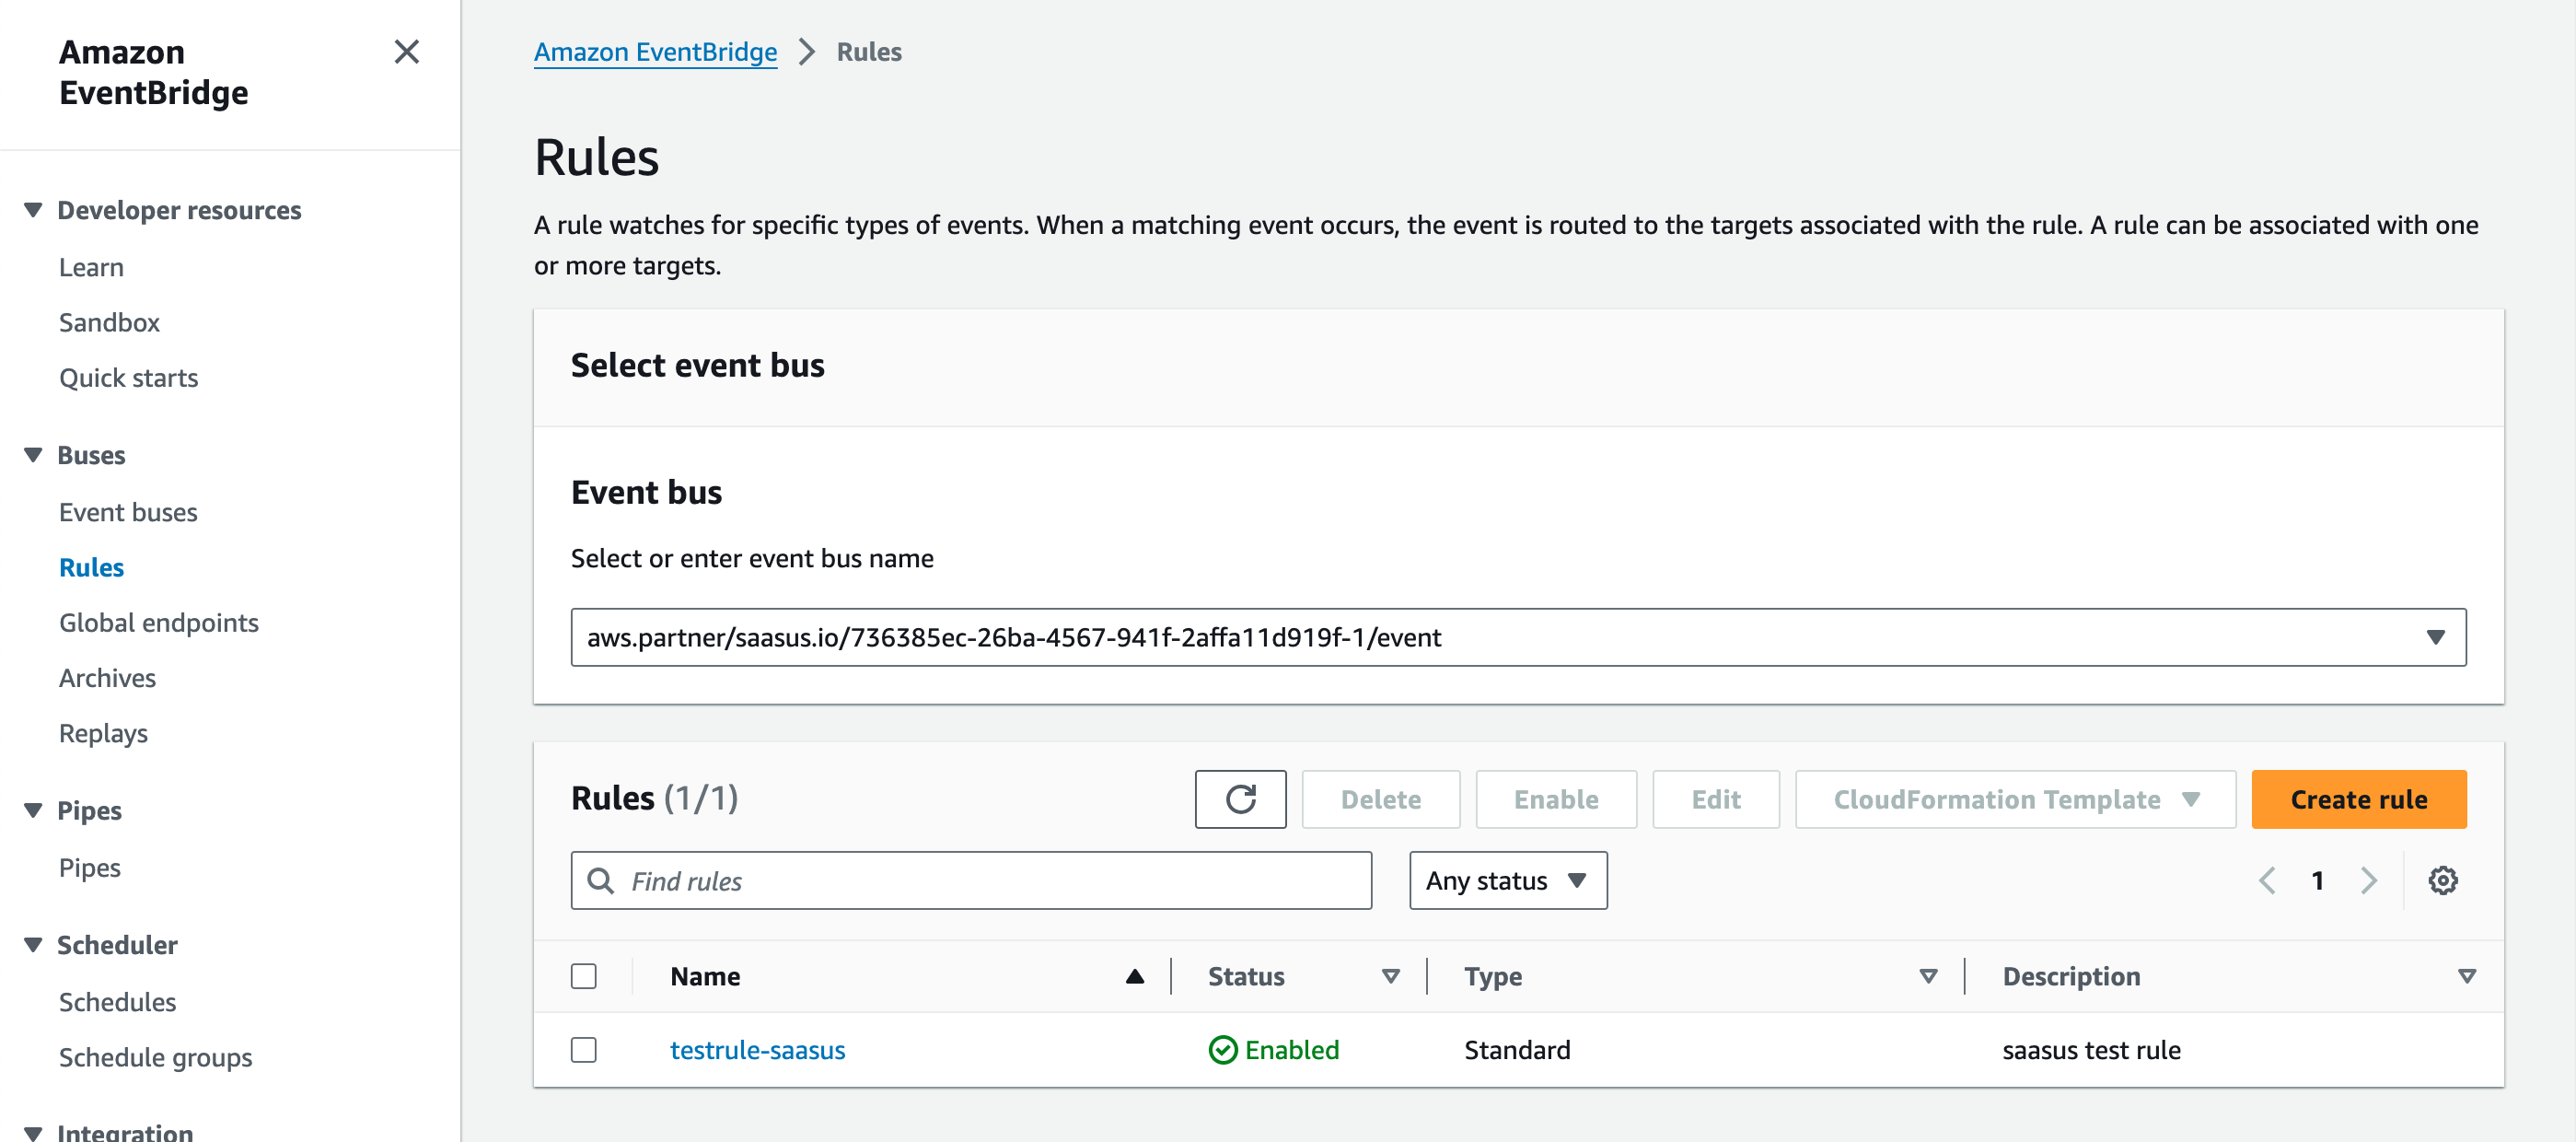 Amazon
EventBridge
Developer resources
Learn
Sandbox
Quick starts
Buses
Event buses
Rules
Global endpoints
Archives
Replays
Pipes
Pipes
Scheduler
Schedules
Schedule groups
Integration
Amazon EventBridge > Rules
Rules
A rule watches for specific types of events. When a matching event occurs, the event is routed to the targets associated with the rule. A rule can be associated with one
or more targets.
Select event bus
Event bus
Select or enter event bus name
aws.partner/saasus.io/736385ec-26ba-4567-941f-2affa11d919f-1/event
Rules (1/1)
Delete
Enable
Edit
CloudFormation Template
Create rule
Find rules
Any status
1
Name Status Type Description
testrule-saasus Enabled Standard saasus test rule